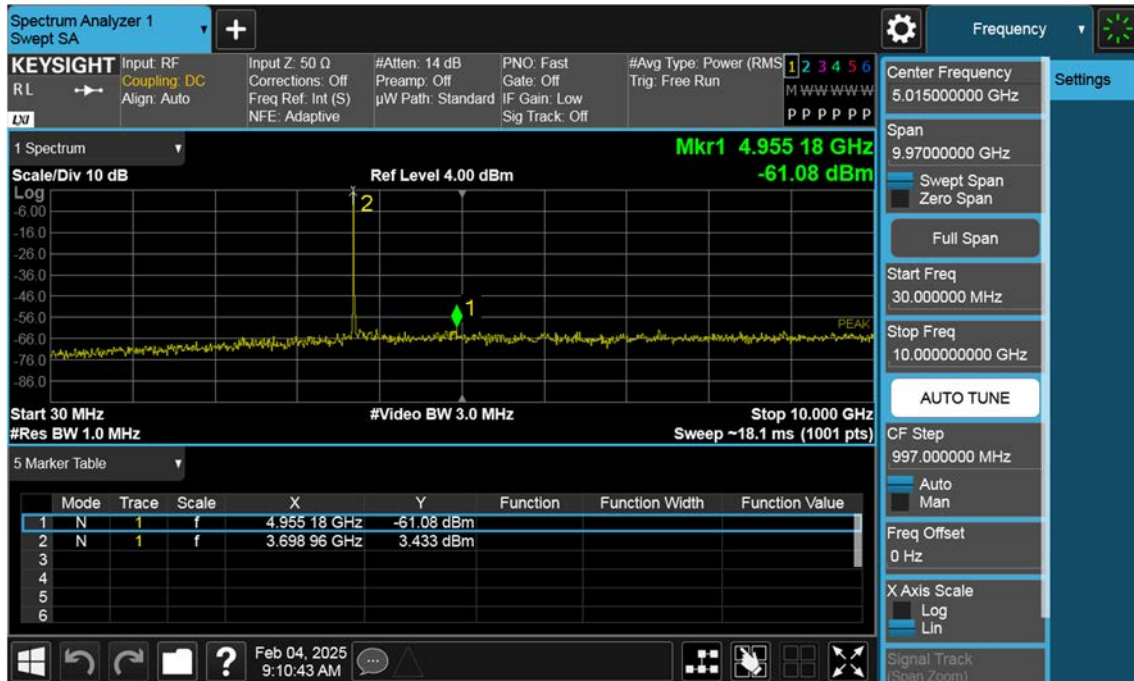 Spectrum Analyzer 1
Swept SA
Frequency
KEYSIGHT
RL
LXI
Input: RF
Coupling: DC
Align: Auto
Input Z: 50 Ω
Corrections: Off
Freq Ref: Int (S)
NFE: Adaptive
#Atten: 14 dB
Preamp: Off
µW Path: Standard
PNO: Fast
Gate: Off
IF Gain: Low
Sig Track: Off
#Avg Type: Power (RMS
Trig: Free Run
1 2 3 4 5 6
M W W W W W
P P P P P P
1 Spectrum
Scale/Div 10 dB
Ref Level 4.00 dBm
Mkr1 4.955 18 GHz
-61.08 dBm
Log
-6.00
-16.0
-26.0
-36.0
-46.0
-56.0
-66.0
-76.0
-86.0
2
1
PEAK
Start 30 MHz
#Video BW 3.0 MHz
Stop 10.000 GHz
#Res BW 1.0 MHz
Sweep ~18.1 ms (1001 pts)
5 Marker Table
Mode Trace Scale X Y Function Function Width Function Value
1 N 1 f 4.955 18 GHz -61.08 dBm
2 N 1 f 3.698 96 GHz 3.433 dBm
3
4
5
6
?
Feb 04, 2025
9:10:43 AM
Center Frequency
5.015000000 GHz
Span
9.97000000 GHz
Swept Span
Zero Span
Full Span
Start Freq
30.000000 MHz
Stop Freq
10.000000000 GHz
AUTO TUNE
CF Step
997.000000 MHz
Auto
Man
Freq Offset
0 Hz
X Axis Scale
Log
Lin
Signal Track
(Span Zoom)
Settings